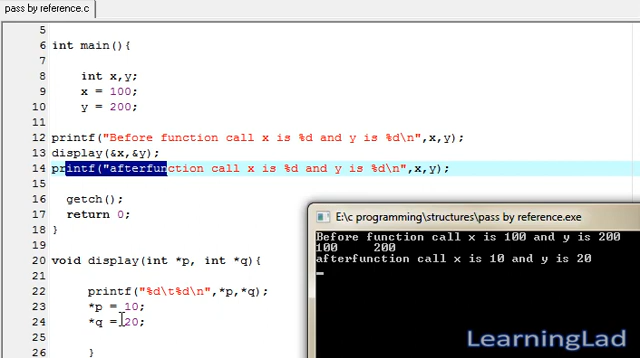 pass by reference.c
5
6 int main(){
7
8 int x,y;
9 x = 100;
10 y = 200;
11
12 printf("Before function call x is %d and y is %d\n",x,y);
13 display(&x,&y);
14 printf("afterfunction call x is %d and y is %d\n",x,y);
15
16 getch();
17 return 0;
18 }
19
20 void display(int *p, int *q){
21
22 printf("%d\t%d\n",*p,*q);
23 *p = 10;
24 *q = 20;
25
26 }
E:\c programming\structures\pass by reference.exe
Before function call x is 100 and y is 200
100 200
afterfunction call x is 10 and y is 20
LearningLad